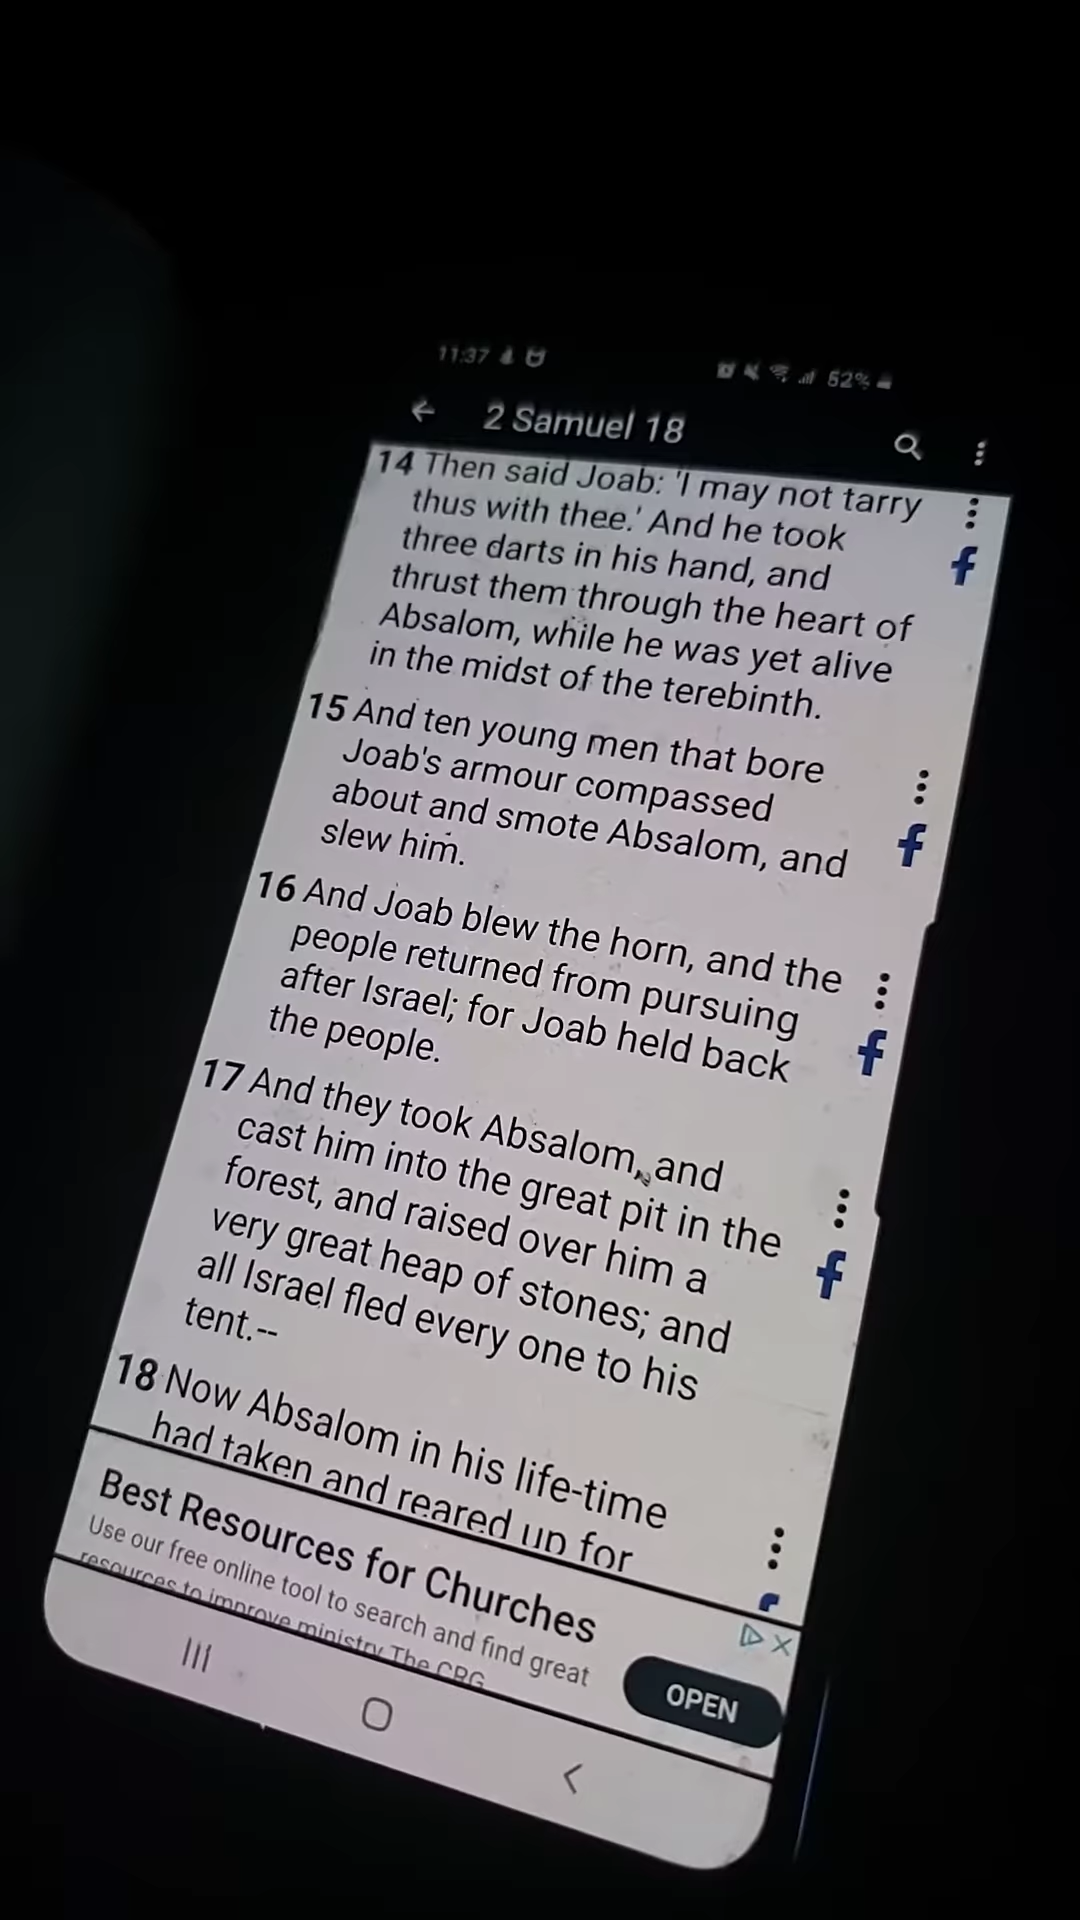 11:37
52%
2 Samuel 18
14 Then said Joab: 'I may not tarry
thus with thee.' And he took
three darts in his hand, and
thrust them through the heart of
Absalom, while he was yet alive
in the midst of the terebinth.
15 And ten young men that bore
Joab's armour compassed
about and smote Absalom, and
slew him.
16 And Joab blew the horn, and the
people returned from pursuing
after Israel; for Joab held back
the people.
17 And they took Absalom, and
cast him into the great pit in the
forest, and raised over him a
very great heap of stones; and
all Israel fled every one to his
tent.--
18 Now Absalom in his life-time
had taken and reared up for
Best Resources for Churches
Use our free online tool to search and find great
resources to improve ministry The CRG
OPEN